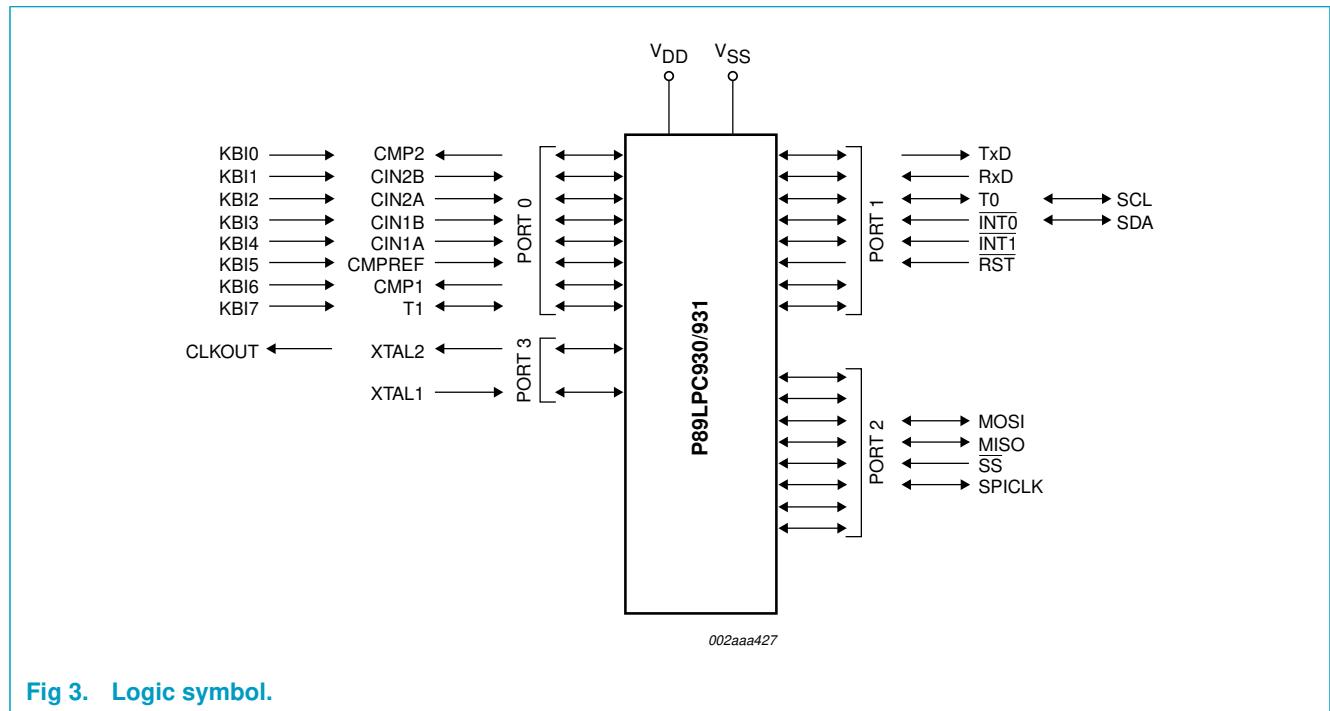 VDD VSS
KBI0 CMP2 TxD
KBI1 CIN2B RxD
KBI2 CIN2A T0 SCL
KBI3 CIN1B INT0 SDA
KBI4 CIN1A INT1
KBI5 CMPREF RST
KBI6 CMP1
KBI7 T1
PORT 0
PORT 1
CLKOUT XTAL2
XTAL1
PORT 3
P89LPC930/931
PORT 2
MOSI
MISO
SS
SPICLK
002aaa427
Fig 3. Logic symbol.